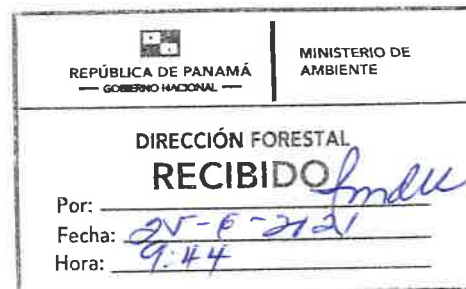 REPÚBLICA DE PANAMÁ
— GOBIERNO NACIONAL —
MINISTERIO DE
AMBIENTE
DIRECCIÓN FORESTAL
RECIBIDO
Por:
Fecha: 25-6-2021
Hora: 9:44